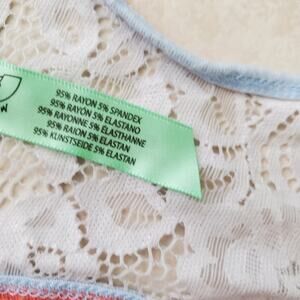 W
95% RAYON 5% SPANDEX
95% RAYON 5% ELASTANO
95% RAYONNE 5% ELASTHANNE
95% RAION 5% ELASTAN
95% KUNSTSEIDE 5% ELASTAN